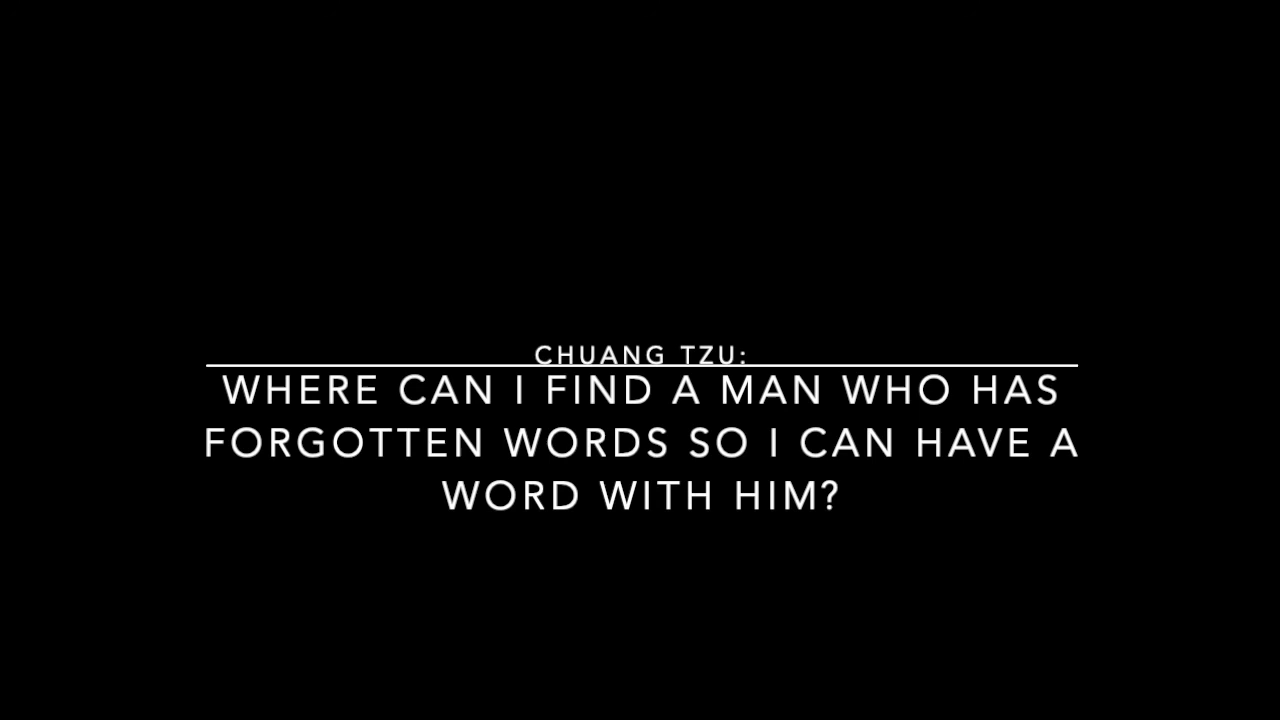 CHUANG TZU:
WHERE CAN I FIND A MAN WHO HAS
FORGOTTEN WORDS SO I CAN HAVE A
WORD WITH HIM?